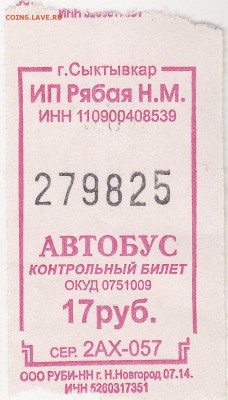 COINS.LAVE.RU
г.Сыктывкар
ИП Рябая Н.М.
ИНН 110900408539
279825
АВТОБУС
КОНТРОЛЬНЫЙ БИЛЕТ
ОКУД 0751009
17руб.
СЕР. 2АХ-057
ООО РУБИ-НН г. Н.Новгород 07.14.
ИНН 5260317351